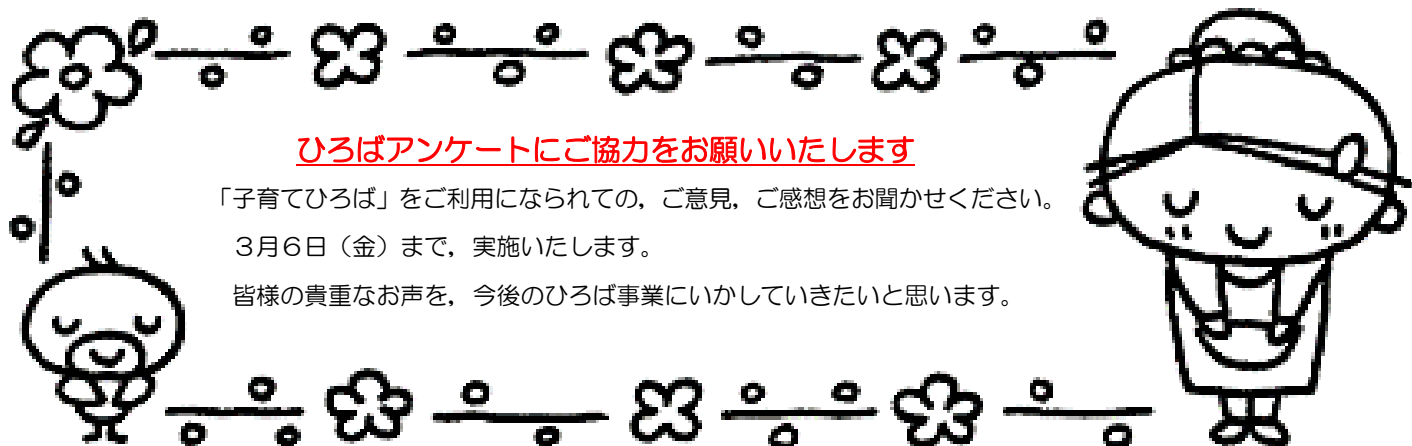 ひろばアンケートにご協力をお願いいたします
「子育てひろば」をご利用になられての，ご意見，ご感想をお聞かせください。
３月６日（金）まで，実施いたします。
皆様の貴重なお声を，今後のひろば事業にいかしていきたいと思います。